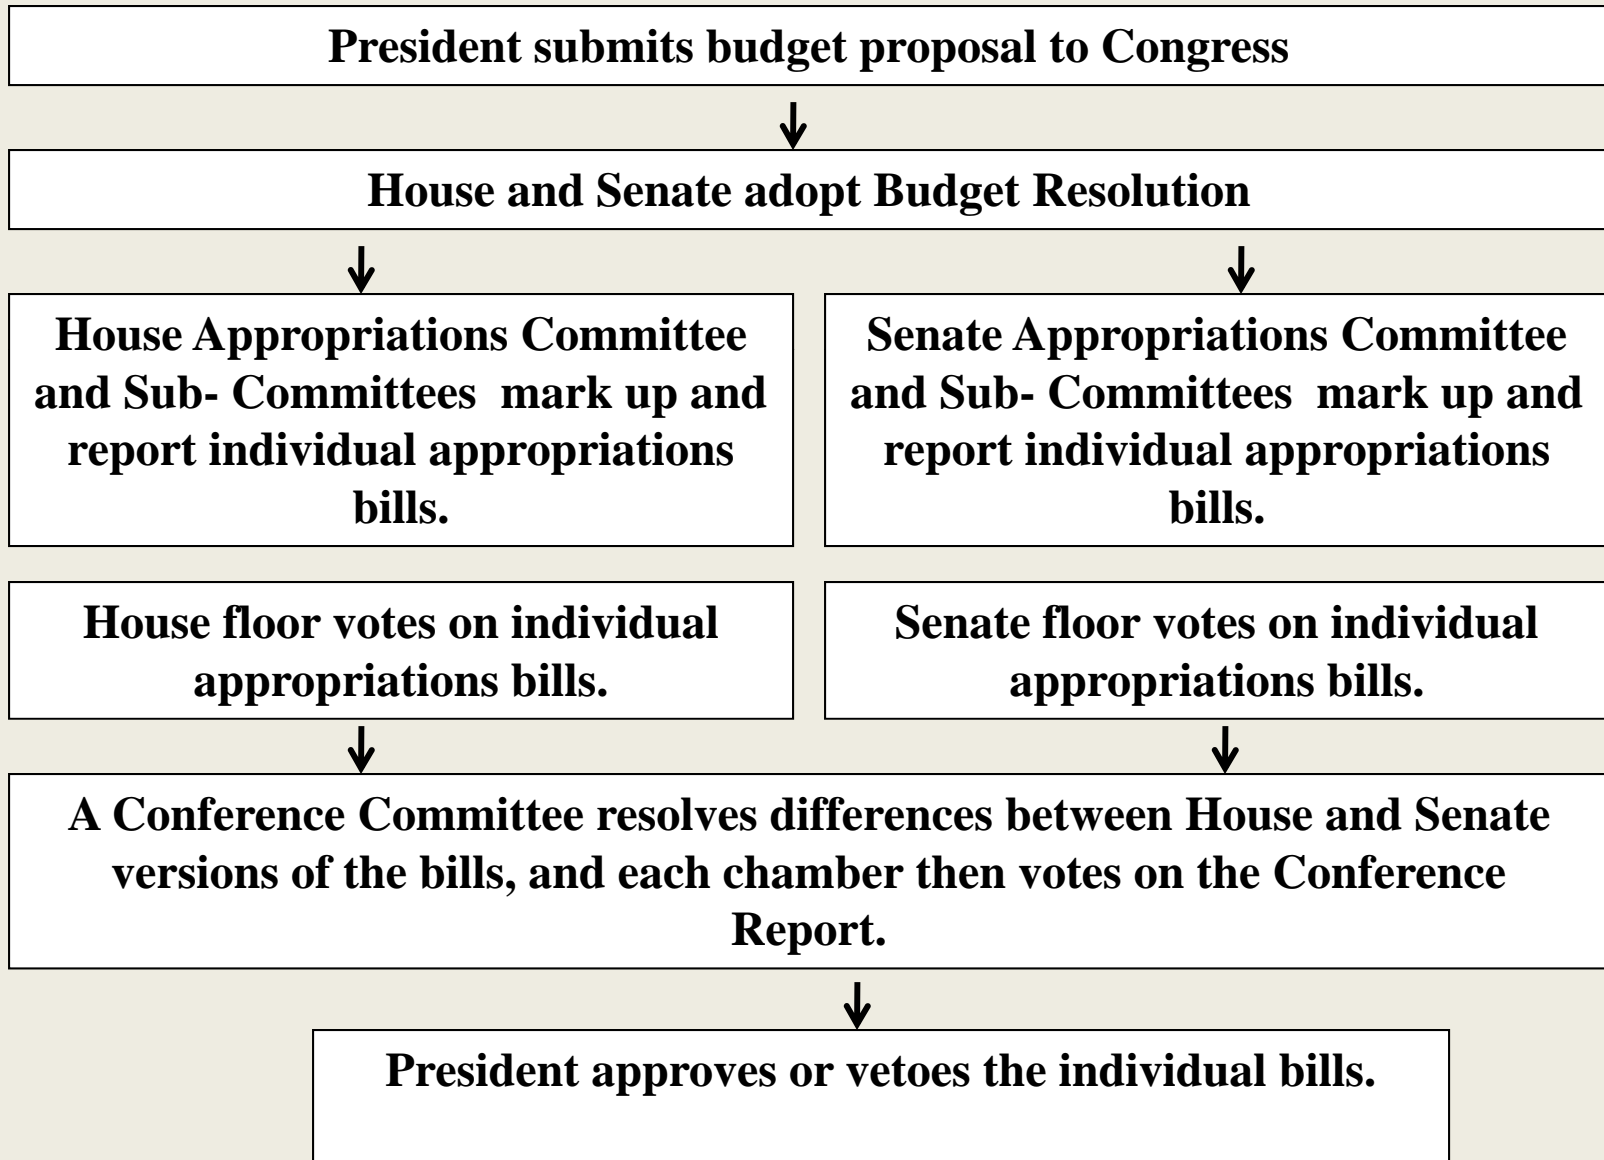 President submits budget proposal to Congress
House and Senate adopt Budget Resolution
House Appropriations Committee
and Sub- Committees  mark up and
report individual appropriations
bills.
Senate Appropriations Committee
and Sub- Committees  mark up and
report individual appropriations
bills.
House floor votes on individual
appropriations bills.
Senate floor votes on individual
appropriations bills.
A Conference Committee resolves differences between House and Senate
versions of the bills, and each chamber then votes on the Conference
Report.
President approves or vetoes the individual bills.